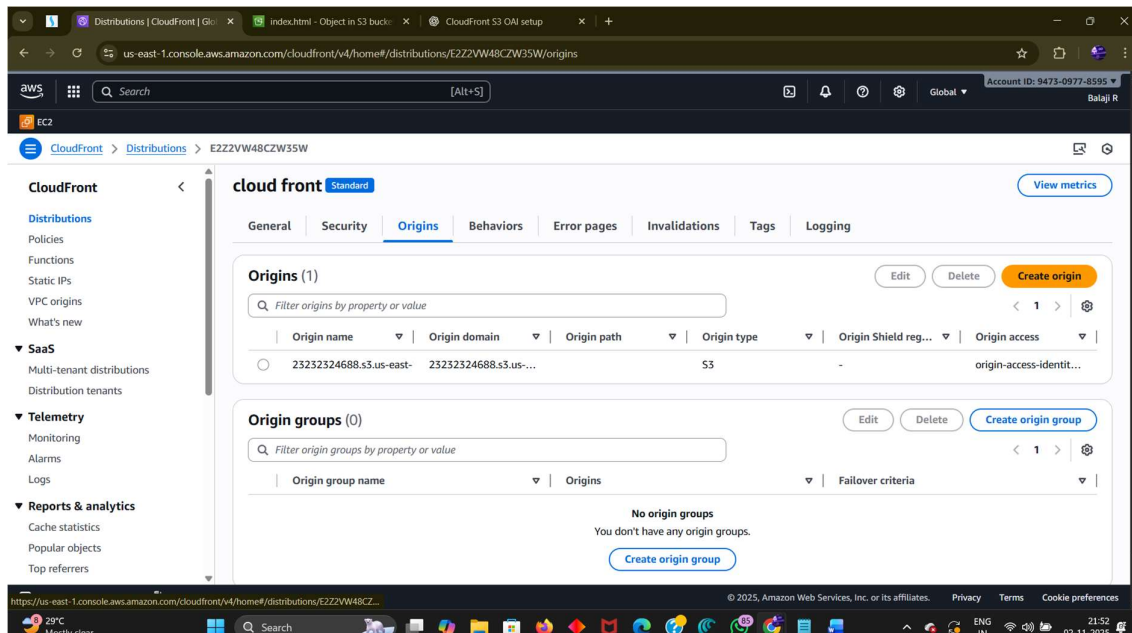 Distributions | CloudFront | Glo
index.html - Object in S3 bucke
CloudFront S3 OAI setup
us-east-1.console.aws.amazon.com/cloudfront/v4/home#/distributions/E2Z2VW48CZW35W/origins
aws
Search
[Alt+S]
Global
Account ID: 9473-0977-8595
Balaji R
EC2
CloudFront > Distributions > E2Z2VW48CZW35W
CloudFront
Distributions
Policies
Functions
Static IPs
VPC origins
What's new
SaaS
Multi-tenant distributions
Distribution tenants
Telemetry
Monitoring
Alarms
Logs
Reports & analytics
Cache statistics
Popular objects
Top referrers
cloud front Standard
View metrics
General Security Origins Behaviors Error pages Invalidations Tags Logging
Origins (1)
Edit Delete Create origin
Filter origins by property or value
1
Origin name Origin domain Origin path Origin type Origin Shield reg... Origin access
23232324688.s3.us-east- 23232324688.s3.us-... S3 - origin-access-identit...
Origin groups (0)
Edit Delete Create origin group
Filter origin groups by property or value
1
Origin group name Origins Failover criteria
No origin groups
You don't have any origin groups.
Create origin group
https://us-east-1.console.aws.amazon.com/cloudfront/v4/home#/distributions/E2Z2VW48CZ...
© 2025, Amazon Web Services, Inc. or its affiliates. Privacy Terms Cookie preferences
8
29°C
Mostly clear
Search
85
ENG
IN
21:52
02-11-2025